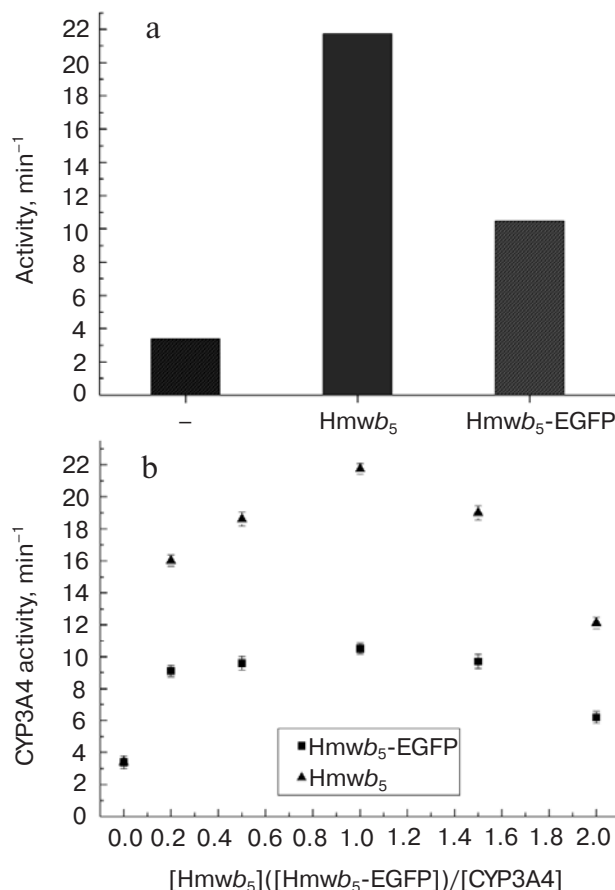 a
Activity, min⁻¹
22
20
18
16
14
12
10
8
6
4
2
0
– Hmwb₅ Hmwb₅-EGFP
b
CYP3A4 activity, min⁻¹
22
20
18
16
14
12
10
8
6
4
2
0
Hmwb₅-EGFP
Hmwb₅
0.0 0.2 0.4 0.6 0.8 1.0 1.2 1.4 1.6 1.8 2.0
[Hmwb₅]([Hmwb₅-EGFP])/[CYP3A4]